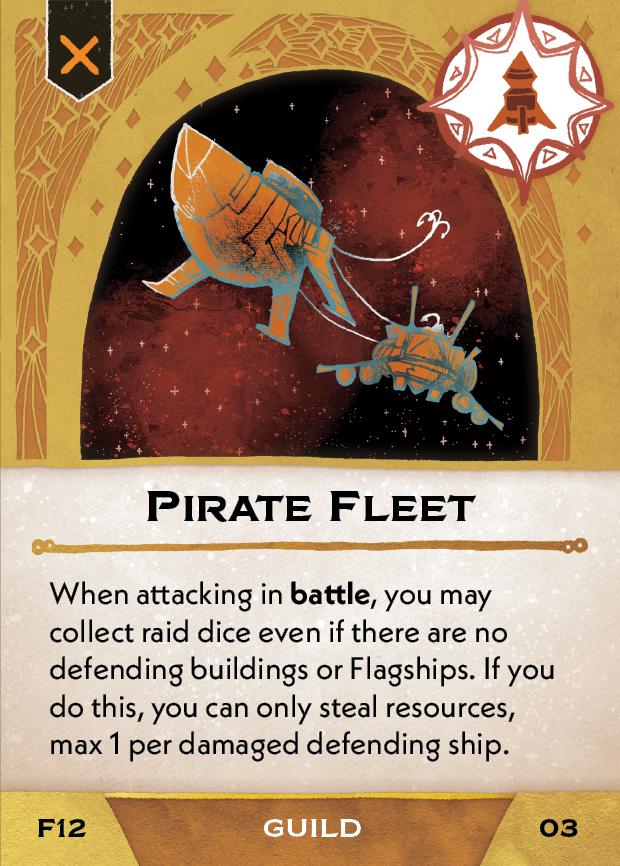 Pirate Fleet
When attacking in battle, you may
collect raid dice even if there are no
defending buildings or Flagships. If you
do this, you can only steal resources,
max 1 per damaged defending ship.
F12 GUILD 03